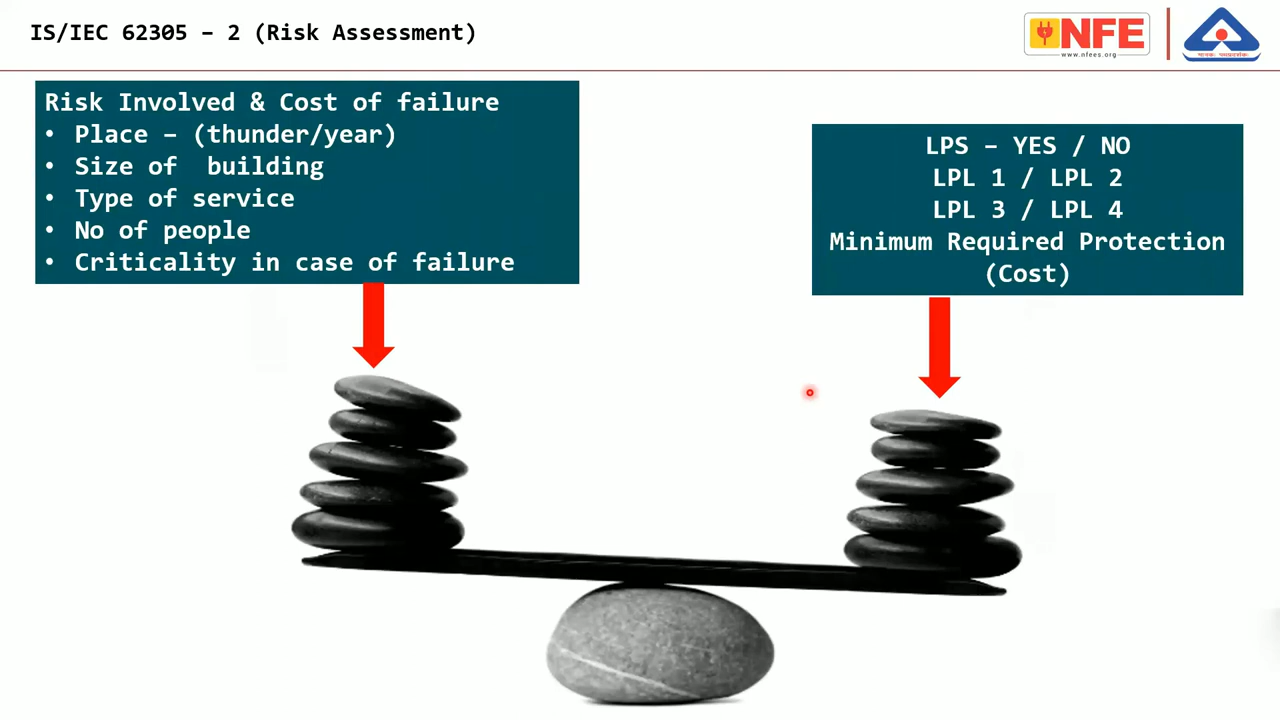 IS/IEC 62305 – 2 (Risk Assessment)
NFE
www.nfees.org
Risk Involved & Cost of failure
• Place – (thunder/year)
• Size of building
• Type of service
• No of people
• Criticality in case of failure
LPS – YES / NO
LPL 1 / LPL 2
LPL 3 / LPL 4
Minimum Required Protection
(Cost)